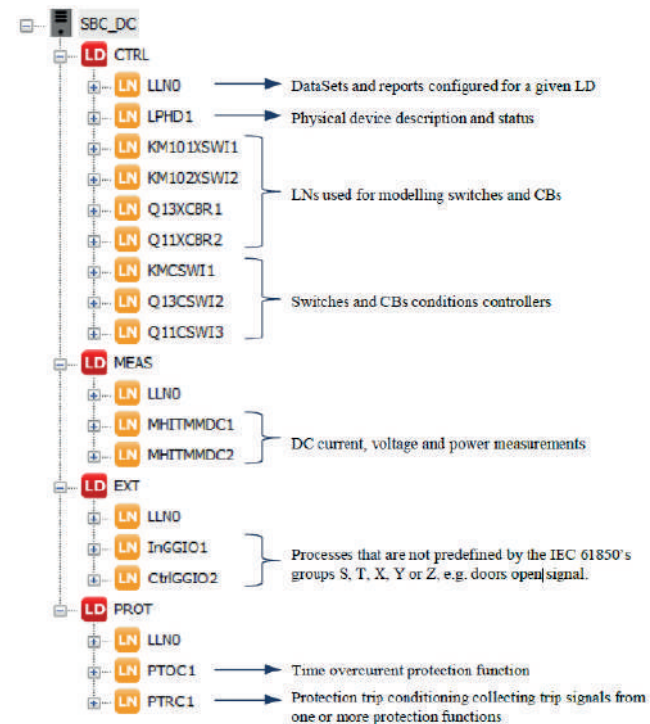 SBC_DC
LD CTRL
LN LLN0 DataSets and reports configured for a given LD
LN LPHD1 Physical device description and status
LN KM101XSWI1
LN KM102XSWI2
LNs used for modelling switches and CBs
LN Q13XCBR1
LN Q11XCBR2
LN KMCSWI1
LN Q13CSWI2 Switches and CBs conditions controllers
LN Q11CSWI3
LD MEAS
LN LLN0
LN MHITMMDC1
DC current, voltage and power measurements
LN MHITMMDC2
LD EXT
LN LLN0
LN InGGIO1
Processes that are not predefined by the IEC 61850's
LN CtrlGGIO2
groups S, T, X, Y or Z, e.g. doors open signal.
LD PROT
LN LLN0
LN PTOC1 Time overcurrent protection function
LN PTRC1 Protection trip conditioning collecting trip signals from
one or more protection functions